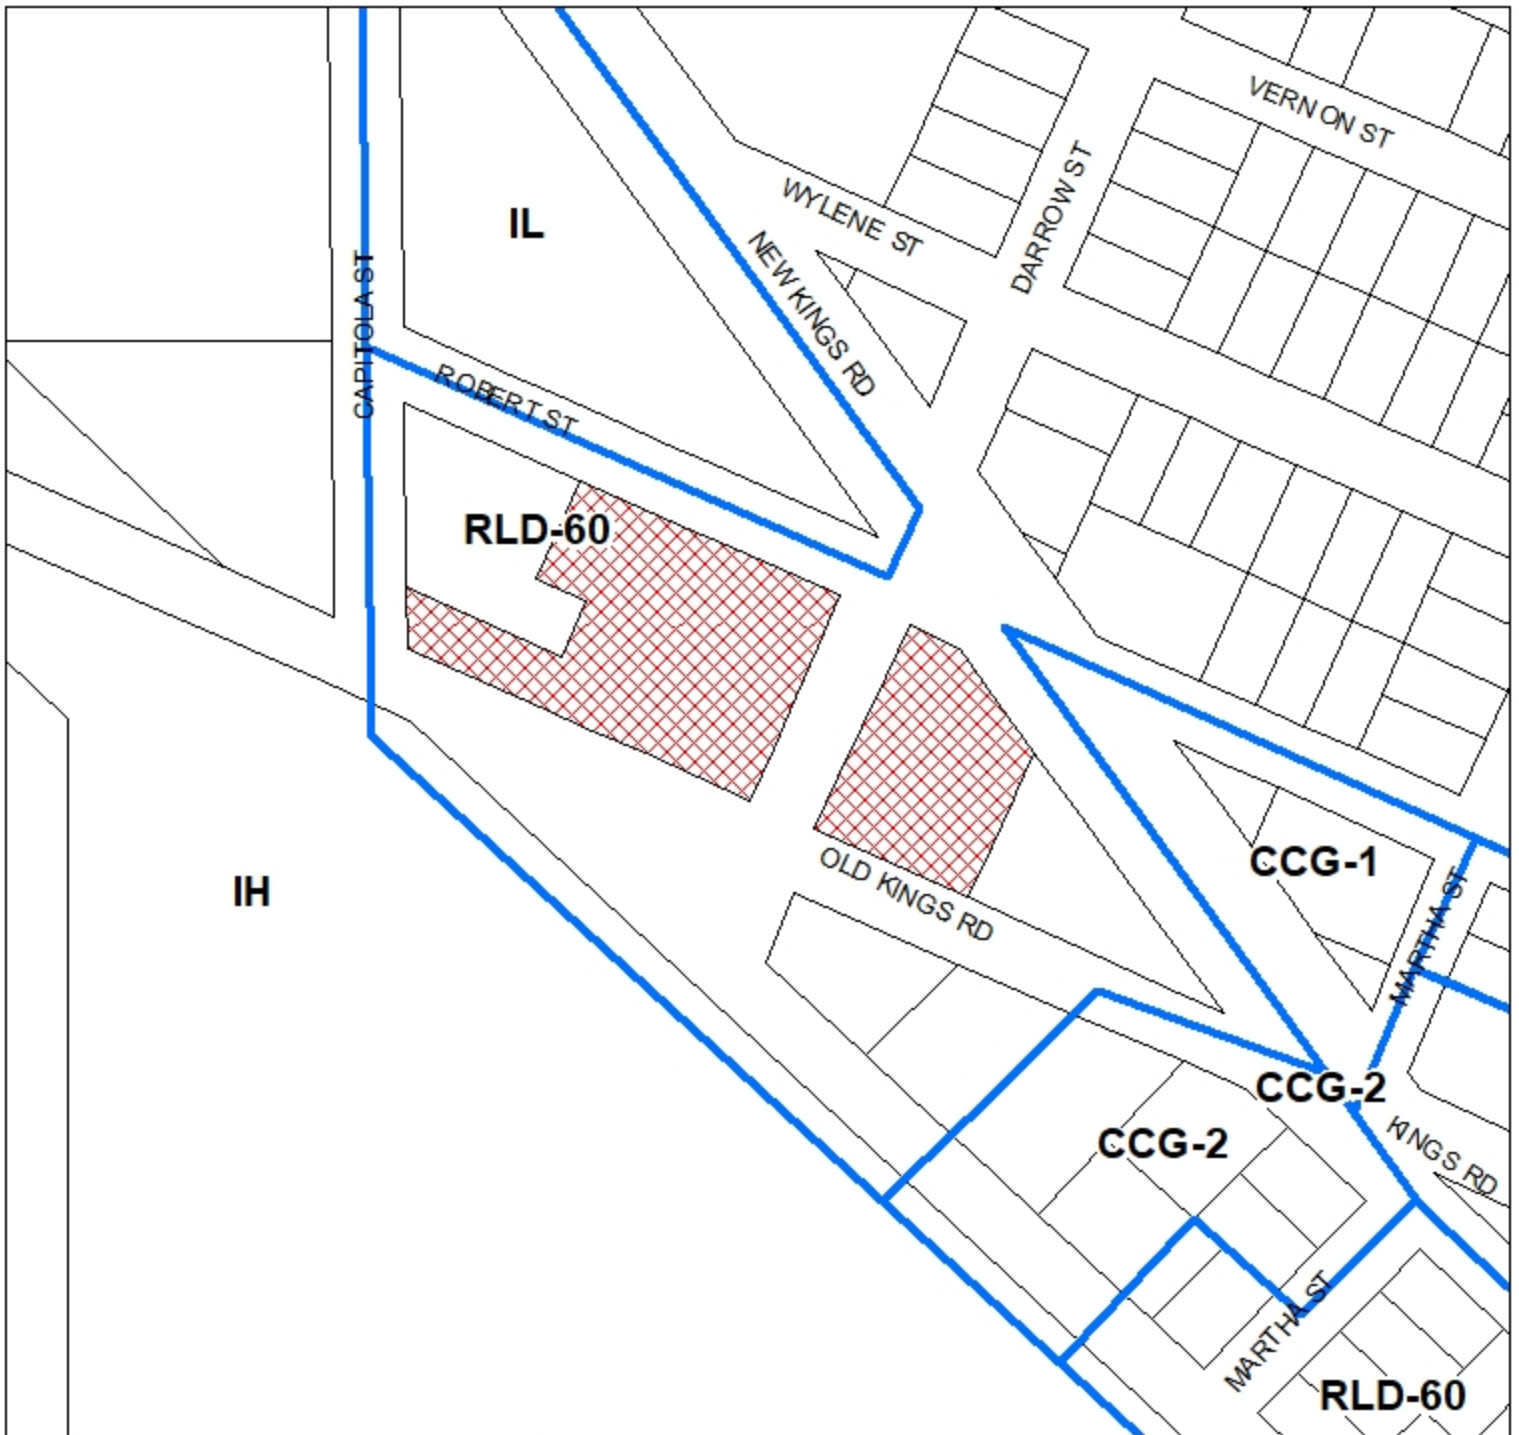 VERNON ST
WYLENE ST
DARROW ST
IL
NEW KINGS RD
CAPITOLA ST
ROBERT ST
RLD-60
CCG-1
OLD KINGS RD
IH
MARTHA ST
CCG-2
CCG-2
KINGS RD
MARTHA ST
RLD-60